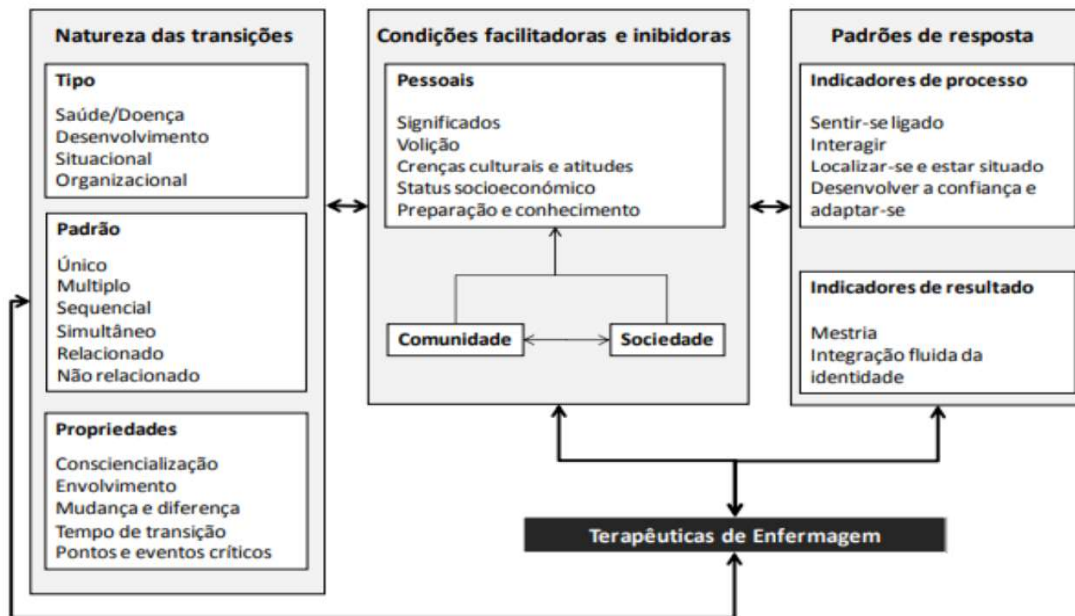 Natureza das transições
Tipo
Saúde/Doença
Desenvolvimento
Situacional
Organizacional
Padrão
Único
Multiplo
Sequencial
Simultâneo
Relacionado
Não relacionado
Propriedades
Consciencialização
Envolvimento
Mudança e diferença
Tempo de transição
Pontos e eventos críticos
Condições facilitadoras e inibidoras
Pessoais
Significados
Volição
Crenças culturais e atitudes
Status socioeconómico
Preparação e conhecimento
Comunidade
Sociedade
Padrões de resposta
Indicadores de processo
Sentir-se ligado
Interagir
Localizar-se e estar situado
Desenvolver a confiança e
adaptar-se
Indicadores de resultado
Mestria
Integração fluida da
identidade
Terapêuticas de Enfermagem